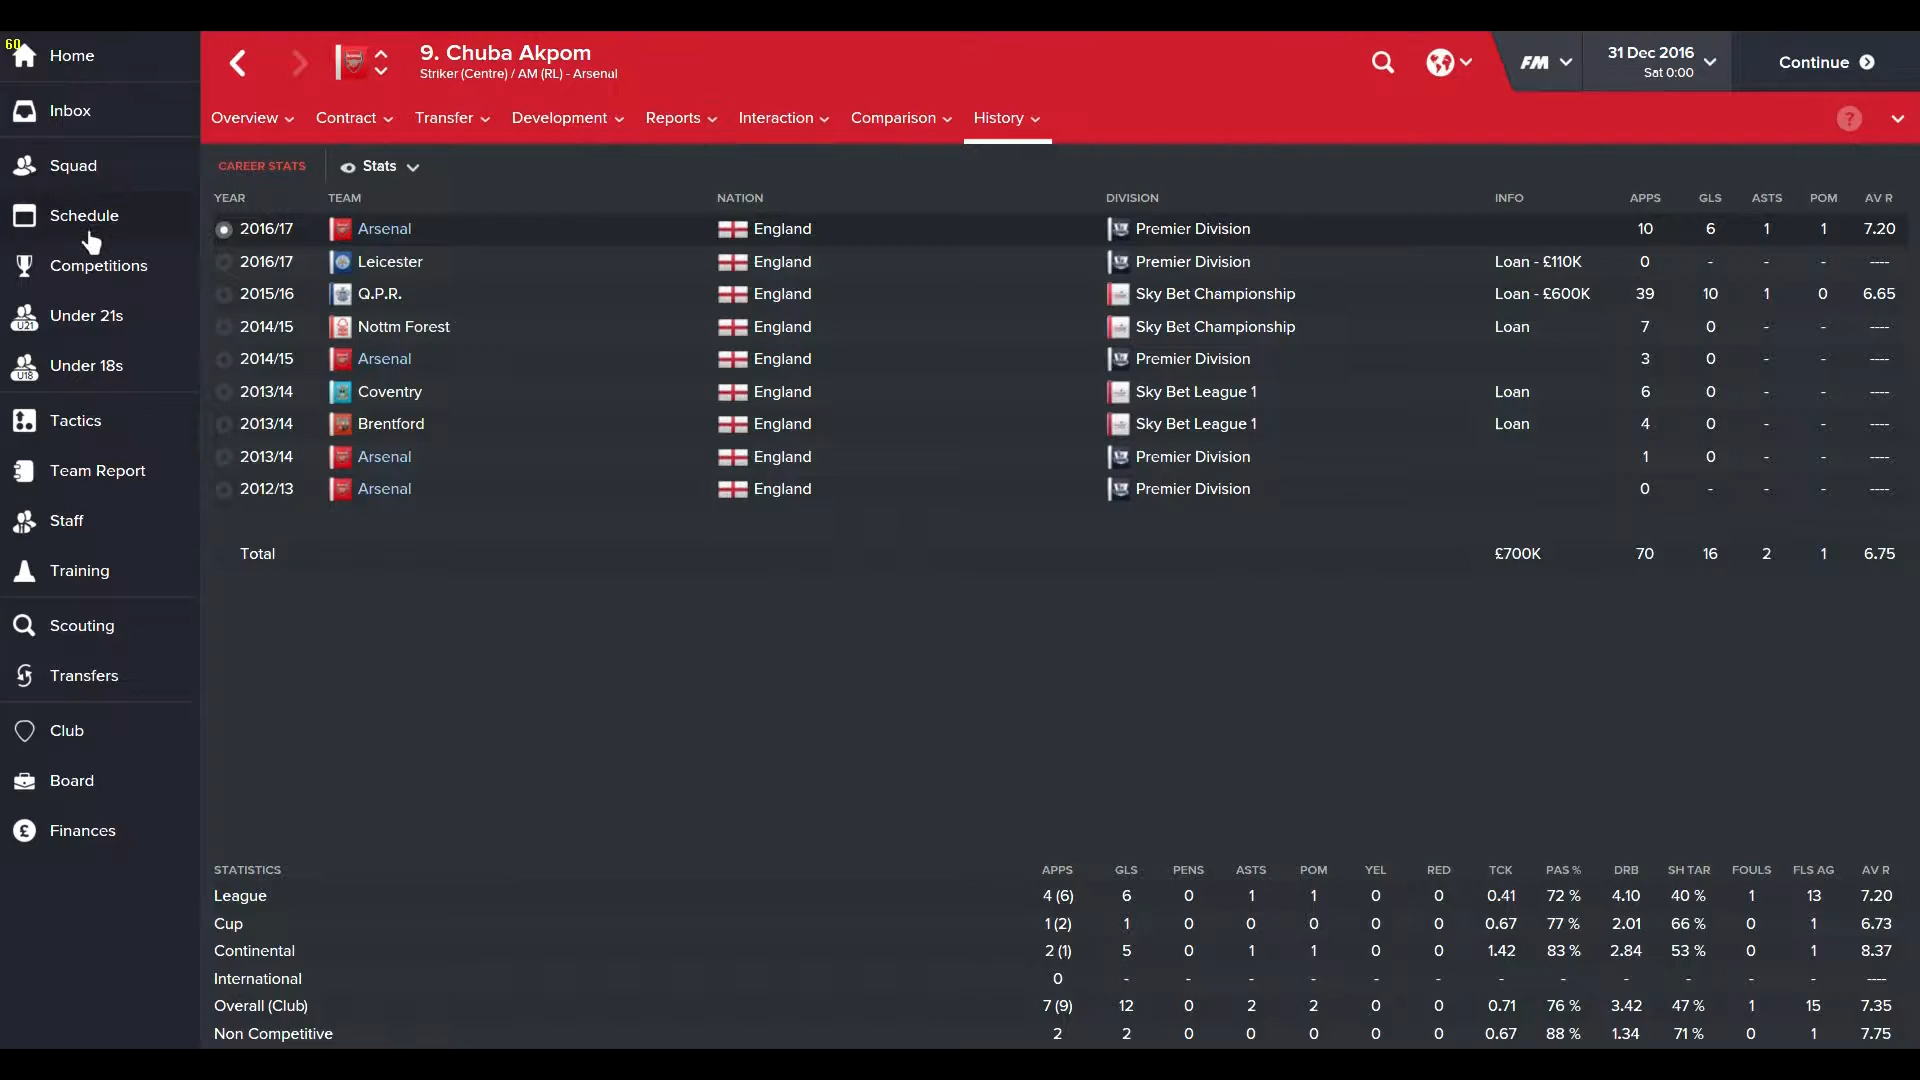 60
Home
Inbox
Squad
Schedule
Competitions
U21 Under 21s
U18 Under 18s
Tactics
Team Report
Staff
Training
Scouting
Transfers
Club
Board
£ Finances
9. Chuba Akpom
Striker (Centre) / AM (RL) - Arsenal
FM
31 Dec 2016
Sat 0:00
Continue
Overview Contract Transfer Development Reports Interaction Comparison History ?
CAREER STATS Stats
YEAR TEAM NATION DIVISION INFO APPS GLS ASTS POM AV R
2016/17 Arsenal England Premier Division 10 6 1 1 7.20
2016/17 Leicester England Premier Division Loan - £110K 0 - - - ----
2015/16 Q.P.R. England Sky Bet Championship Loan - £600K 39 10 1 0 6.65
2014/15 Nottm Forest England Sky Bet Championship Loan 7 0 - - ----
2014/15 Arsenal England Premier Division 3 0 - - ----
2013/14 Coventry England Sky Bet League 1 Loan 6 0 - - ----
2013/14 Brentford England Sky Bet League 1 Loan 4 0 - - ----
2013/14 Arsenal England Premier Division 1 0 - - ----
2012/13 Arsenal England Premier Division 0 - - - ----
Total £700K 70 16 2 1 6.75
STATISTICS APPS GLS PENS ASTS POM YEL RED TCK PAS % DRB SH TAR FOULS FLS AG AV R
League 4 (6) 6 0 1 1 0 0 0.41 72 % 4.10 40 % 1 13 7.20
Cup 1 (2) 1 0 0 0 0 0 0.67 77 % 2.01 66 % 0 1 6.73
Continental 2 (1) 5 0 1 1 0 0 1.42 83 % 2.84 53 % 0 1 8.37
International 0 - - - - - - - - - - - - ----
Overall (Club) 7 (9) 12 0 2 2 0 0 0.71 76 % 3.42 47 % 1 15 7.35
Non Competitive 2 2 0 0 0 0 0 0.67 88 % 1.34 71 % 0 1 7.75